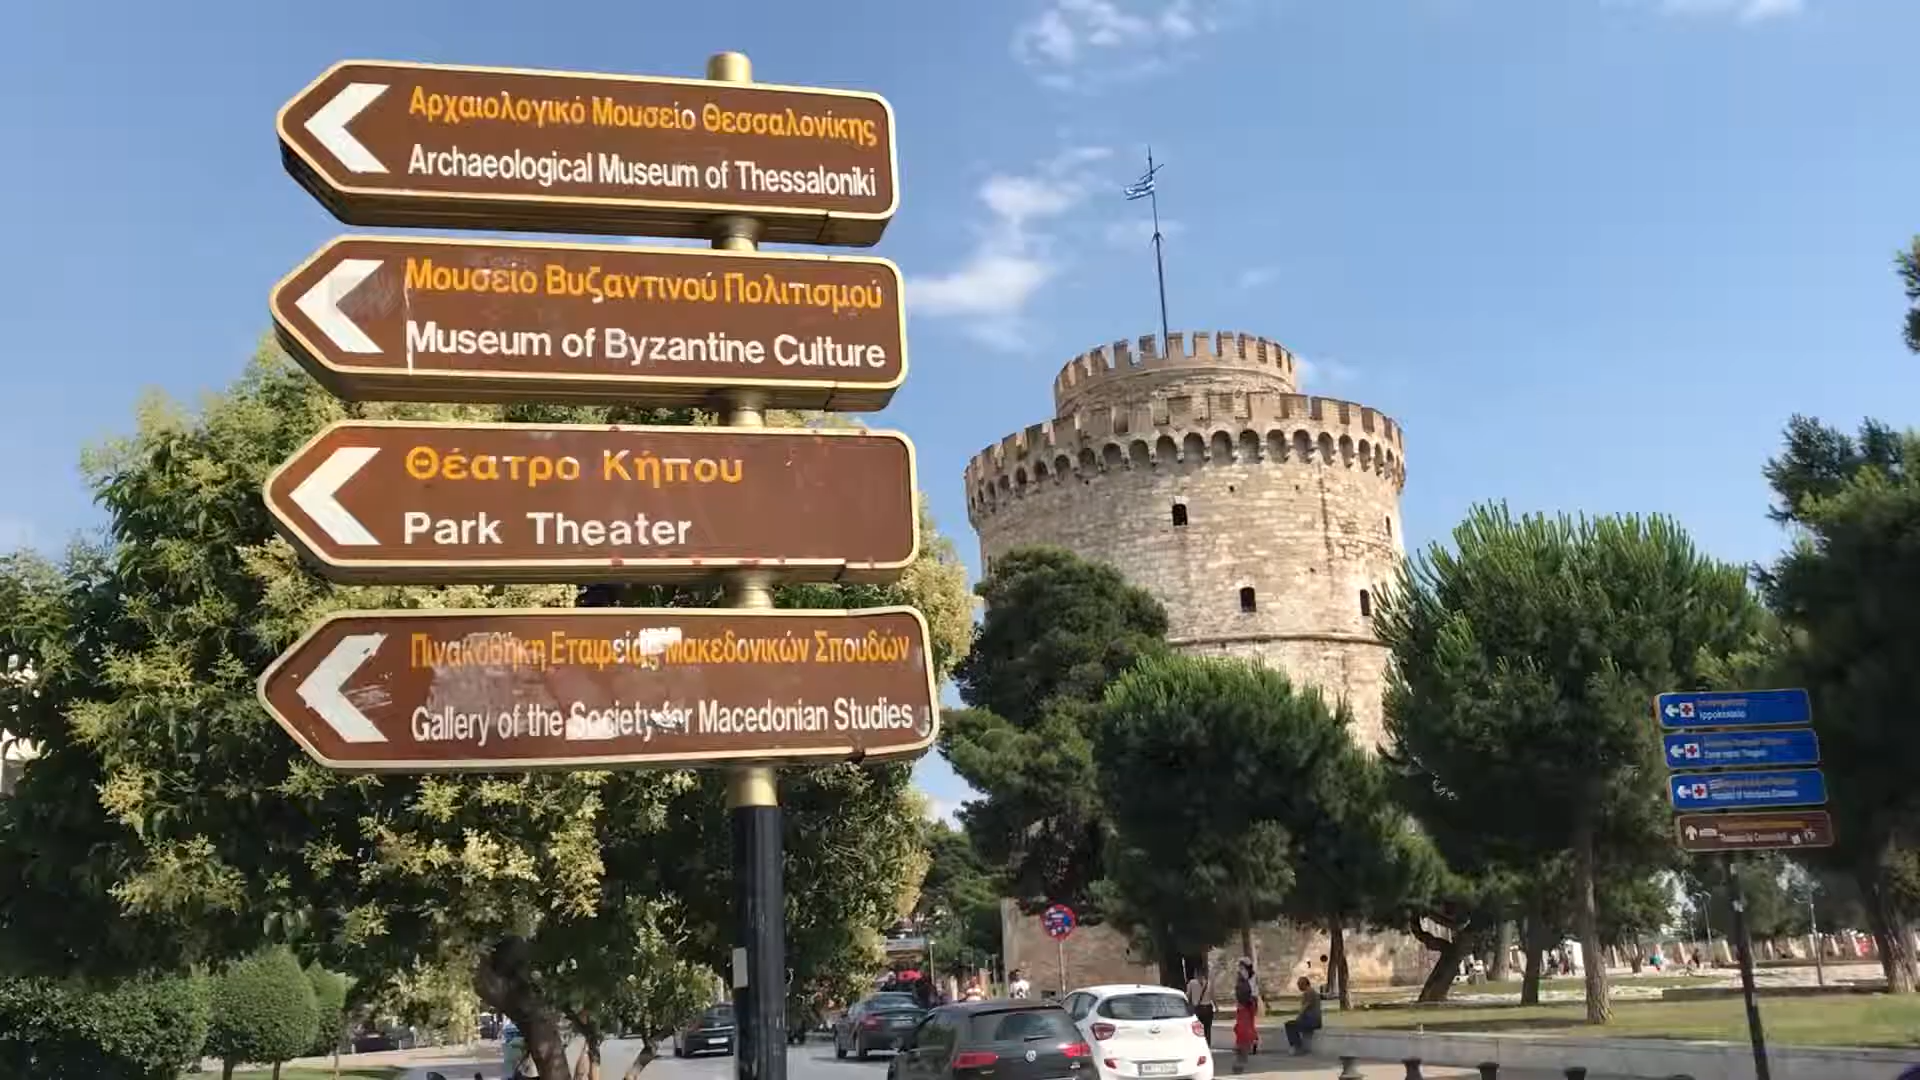 Αρχαιολογικό Μουσείο Θεσσαλονίκης
Archaeological Museum of Thessaloniki
Μουσείο Βυζαντινού Πολιτισμού
Museum of Byzantine Culture
Θέατρο Κήπου
Park Theater
Πινακοθήκη Εταιρείας Μακεδονικών Σπουδών
Gallery of the Society for Macedonian Studies
Ippokrateio